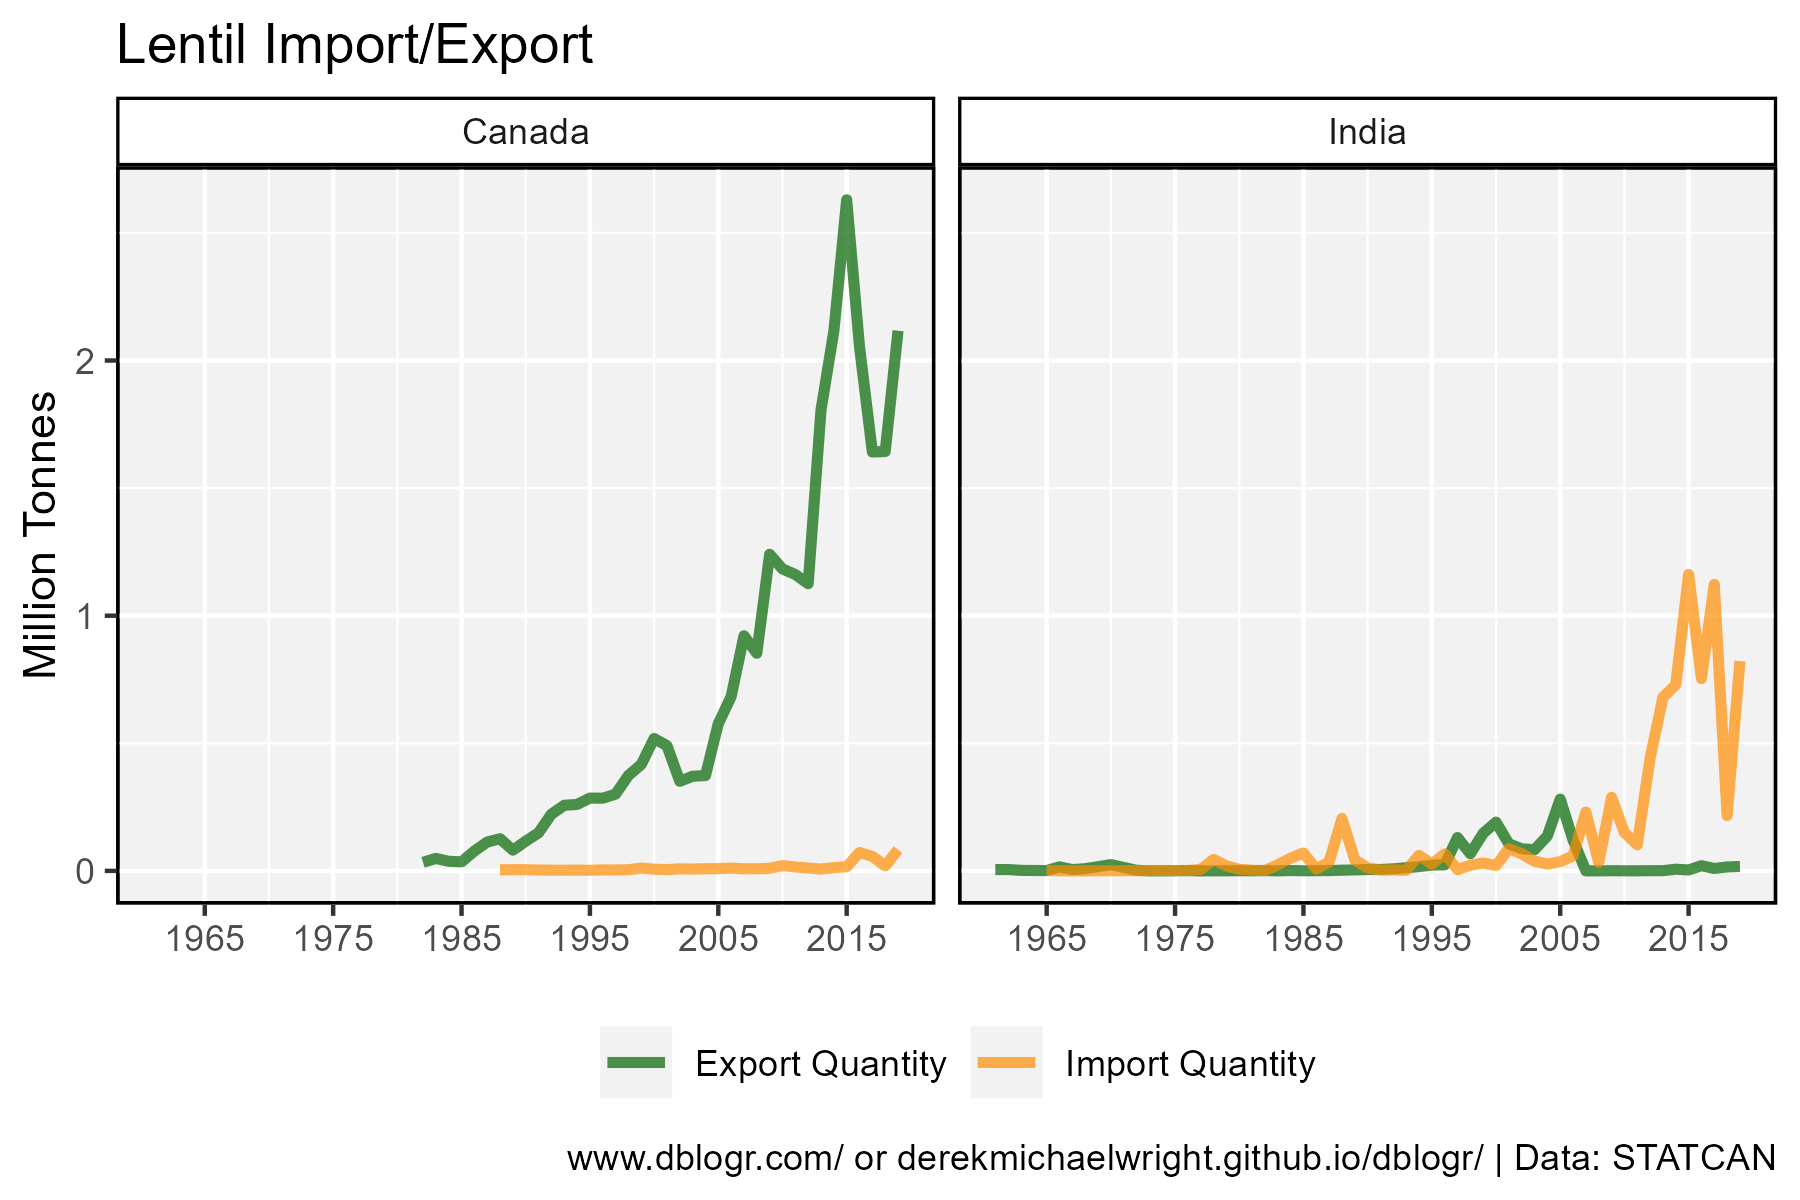 Lentil Import/Export
Canada
India
Million Tonnes
2
1
0
1965 1975 1985 1995 2005 2015
1965 1975 1985 1995 2005 2015
Export Quantity
Import Quantity
www.dblogr.com/ or derekmichaelwright.github.io/dblogr/ | Data: STATCAN